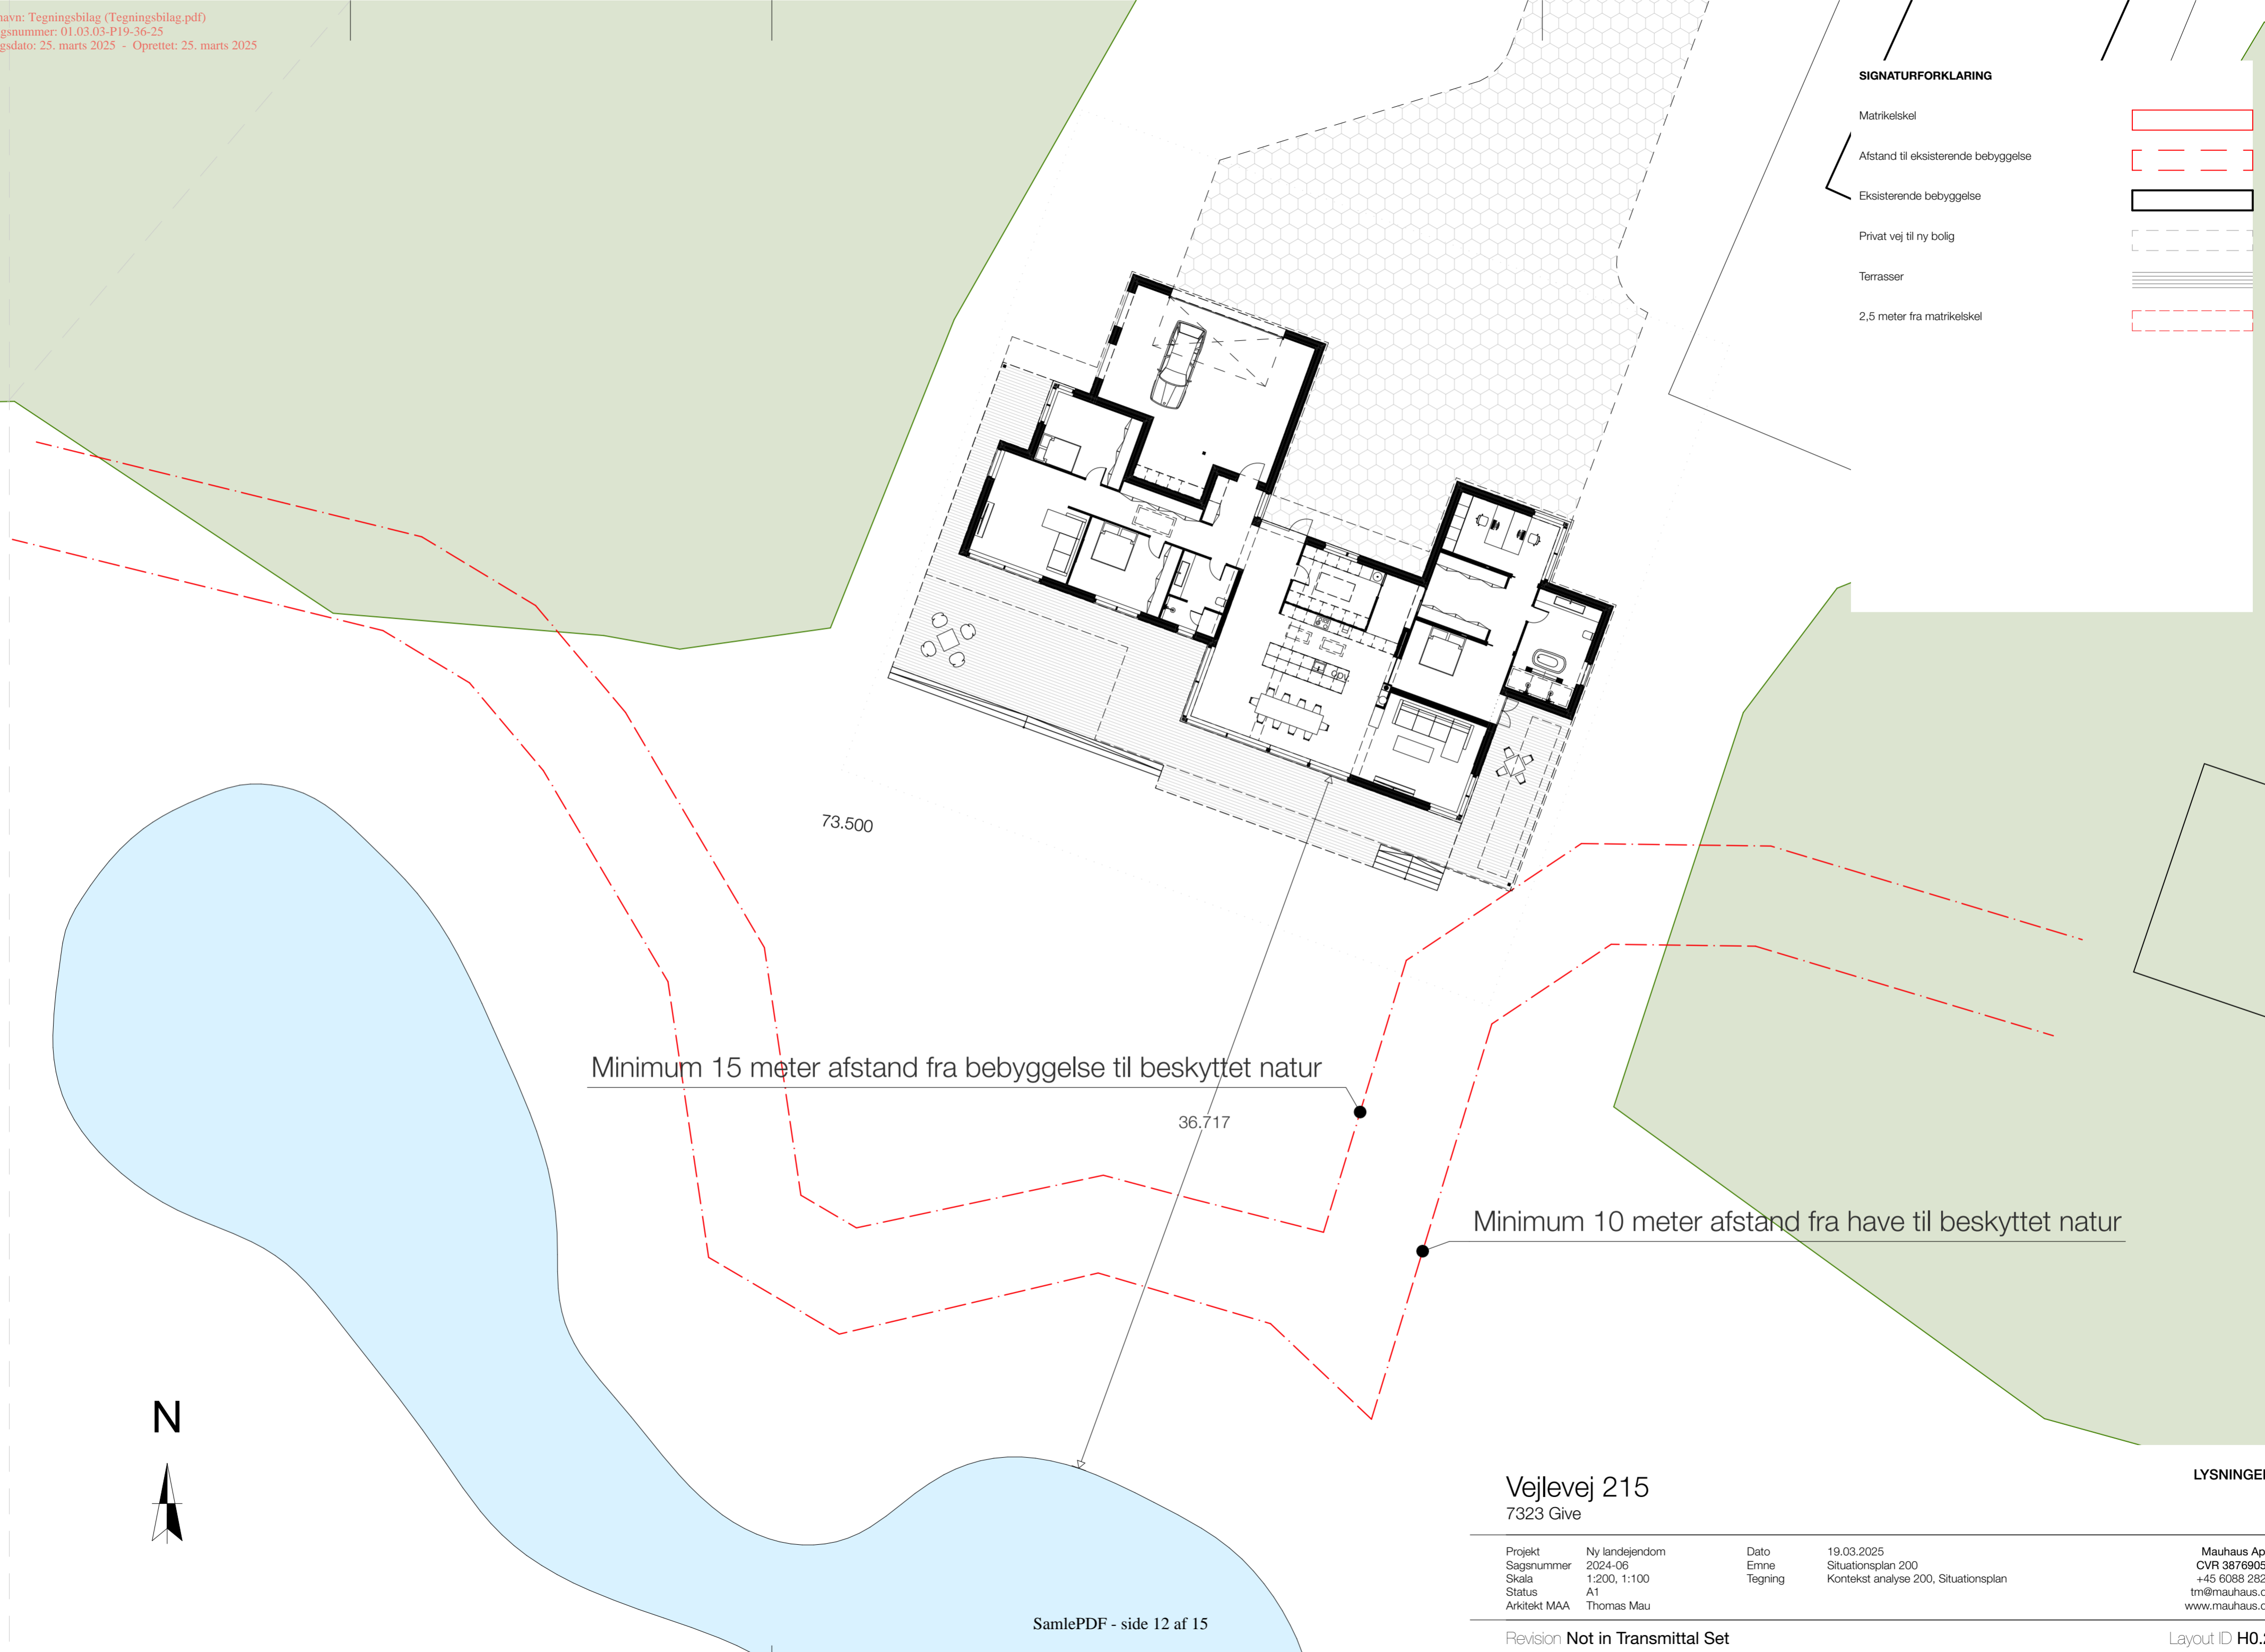 navn: Tegningsbilag (Tegningsbilag.pdf)
gsnummer: 01.03.03-P19-36-25
gsdato: 25. marts 2025 - Oprettet: 25. marts 2025
SIGNATURFORKLARING
Matrikelskel
Afstand til eksisterende bebyggelse
Eksisterende bebyggelse
Privat vej til ny bolig
Terrasser
2,5 meter fra matrikelskel
OPV
73.500
Minimum 15 meter afstand fra bebyggelse til beskyttet natur
36.717
Minimum 10 meter afstand fra have til beskyttet natur
N
Vejlevej 215
7323 Give
LYSNINGE
Projekt Ny landejendom
Sagsnummer 2024-06
Skala 1:200, 1:100
Status A1
Arkitekt MAA Thomas Mau
Dato 19.03.2025
Emne Situationsplan 200
Tegning Kontekst analyse 200, Situationsplan
Mauhaus Ap
CVR 3876905
+45 6088 282
tm@mauhaus.d
www.mauhaus.d
SamlePDF - side 12 af 15
Revision Not in Transmittal Set
Layout ID H0.